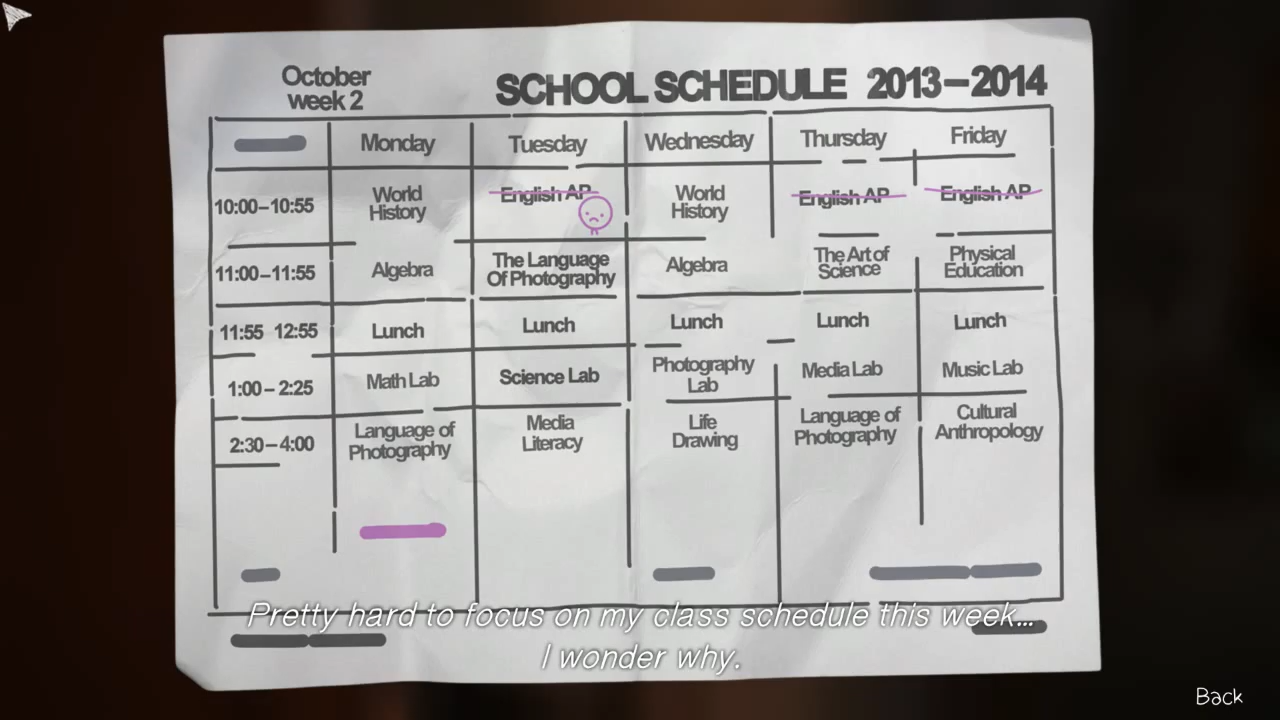 October
week 2
SCHOOL SCHEDULE 2013-2014
Monday
Tuesday
Wednesday
Thursday
Friday
10:00-10:55
World
History
English AP
World
History
English AP
English AP
11:00-11:55
Algebra
The Language
Of Photography
Algebra
The Art of
Science
Physical
Education
11:55 12:55
Lunch
Lunch
Lunch
Lunch
Lunch
1:00-2:25
Math Lab
Science Lab
Photography
Lab
Media Lab
Music Lab
2:30-4:00
Language of
Photography
Media
Literacy
Life
Drawing
Language of
Photography
Cultural
Anthropology
Pretty hard to focus on my class schedule this week...
I wonder why.
Back